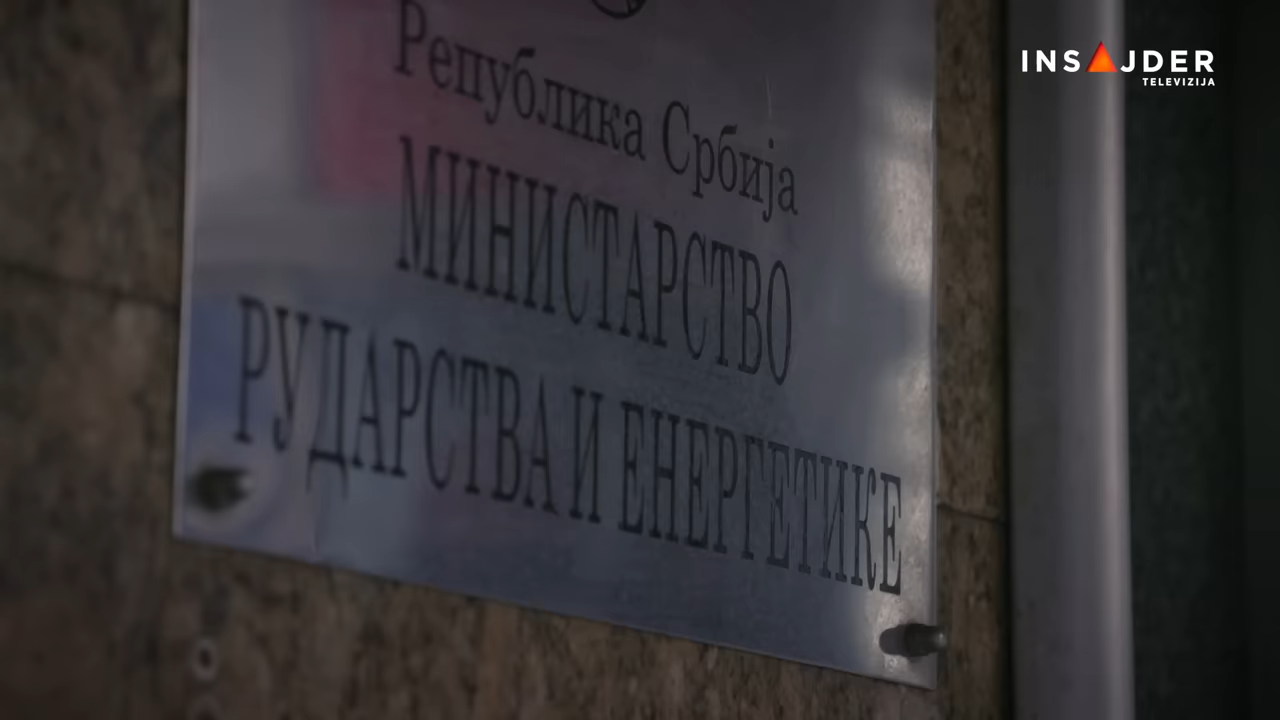 INSAJDER
TELEVIZIJA
Република Србија
МИНИСТАРСТВО
РУДАРСТВА И ЕНЕРГЕТИКЕ